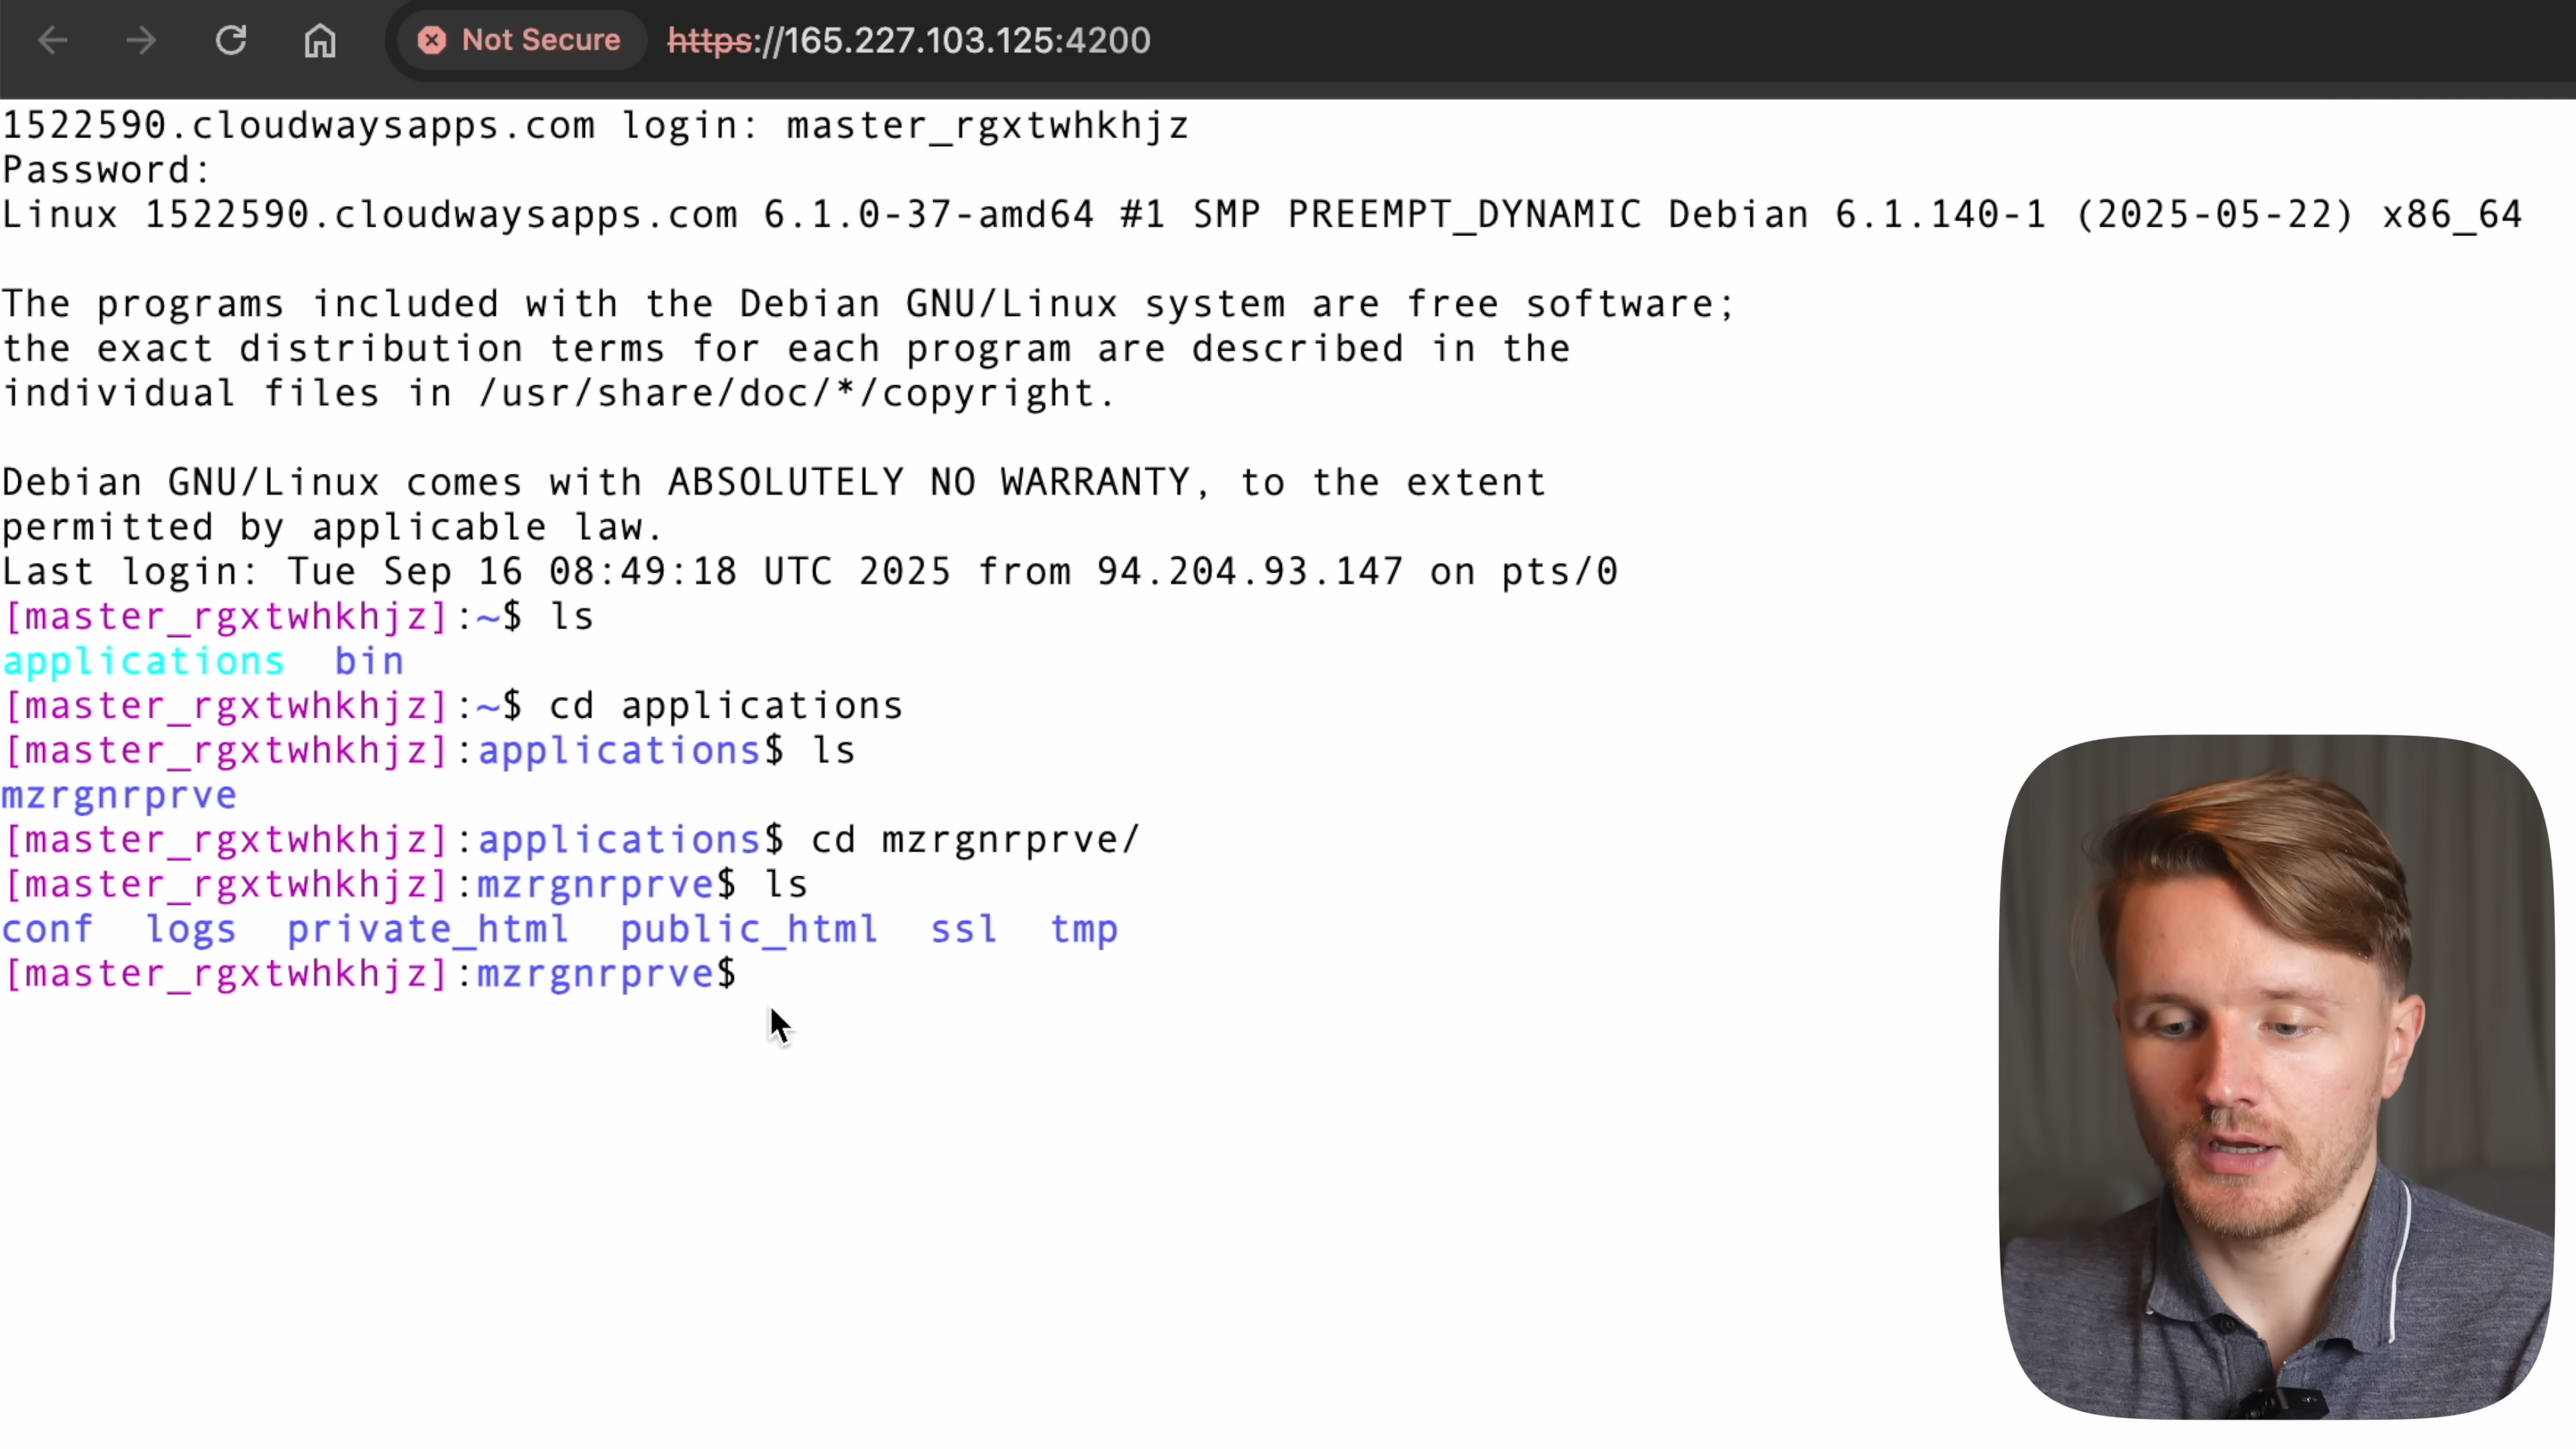 Not Secure https://165.227.103.125:4200
1522590.cloudwaysapps.com login: master_rgxtwhkhjz
Password:
Linux 1522590.cloudwaysapps.com 6.1.0-37-amd64 #1 SMP PREEMPT_DYNAMIC Debian 6.1.140-1 (2025-05-22) x86_64
The programs included with the Debian GNU/Linux system are free software;
the exact distribution terms for each program are described in the
individual files in /usr/share/doc/*/copyright.
Debian GNU/Linux comes with ABSOLUTELY NO WARRANTY, to the extent
permitted by applicable law.
Last login: Tue Sep 16 08:49:18 UTC 2025 from 94.204.93.147 on pts/0
[master_rgxtwhkhjz]:~$ ls
applications bin
[master_rgxtwhkhjz]:~$ cd applications
[master_rgxtwhkhjz]:applications$ ls
mzrgnrprve
[master_rgxtwhkhjz]:applications$ cd mzrgnrprve/
[master_rgxtwhkhjz]:mzrgnrprve$ ls
conf logs private_html public_html ssl tmp
[master_rgxtwhkhjz]:mzrgnrprve$